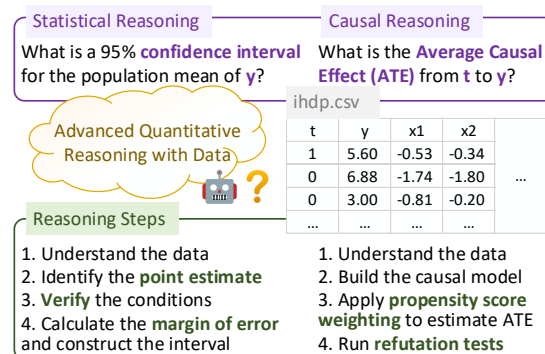 Statistical Reasoning
What is a 95% confidence interval
for the population mean of y?
Causal Reasoning
What is the Average Causal
Effect (ATE) from t to y?
Advanced Quantitative
Reasoning with Data
ihdp.csv
t y x1 x2
1 5.60 -0.53 -0.34
0 6.88 -1.74 -1.80 ...
0 3.00 -0.81 -0.20
... ... ... ...
Reasoning Steps
1. Understand the data
2. Identify the point estimate
3. Verify the conditions
4. Calculate the margin of error
and construct the interval
1. Understand the data
2. Build the causal model
3. Apply propensity score
weighting to estimate ATE
4. Run refutation tests